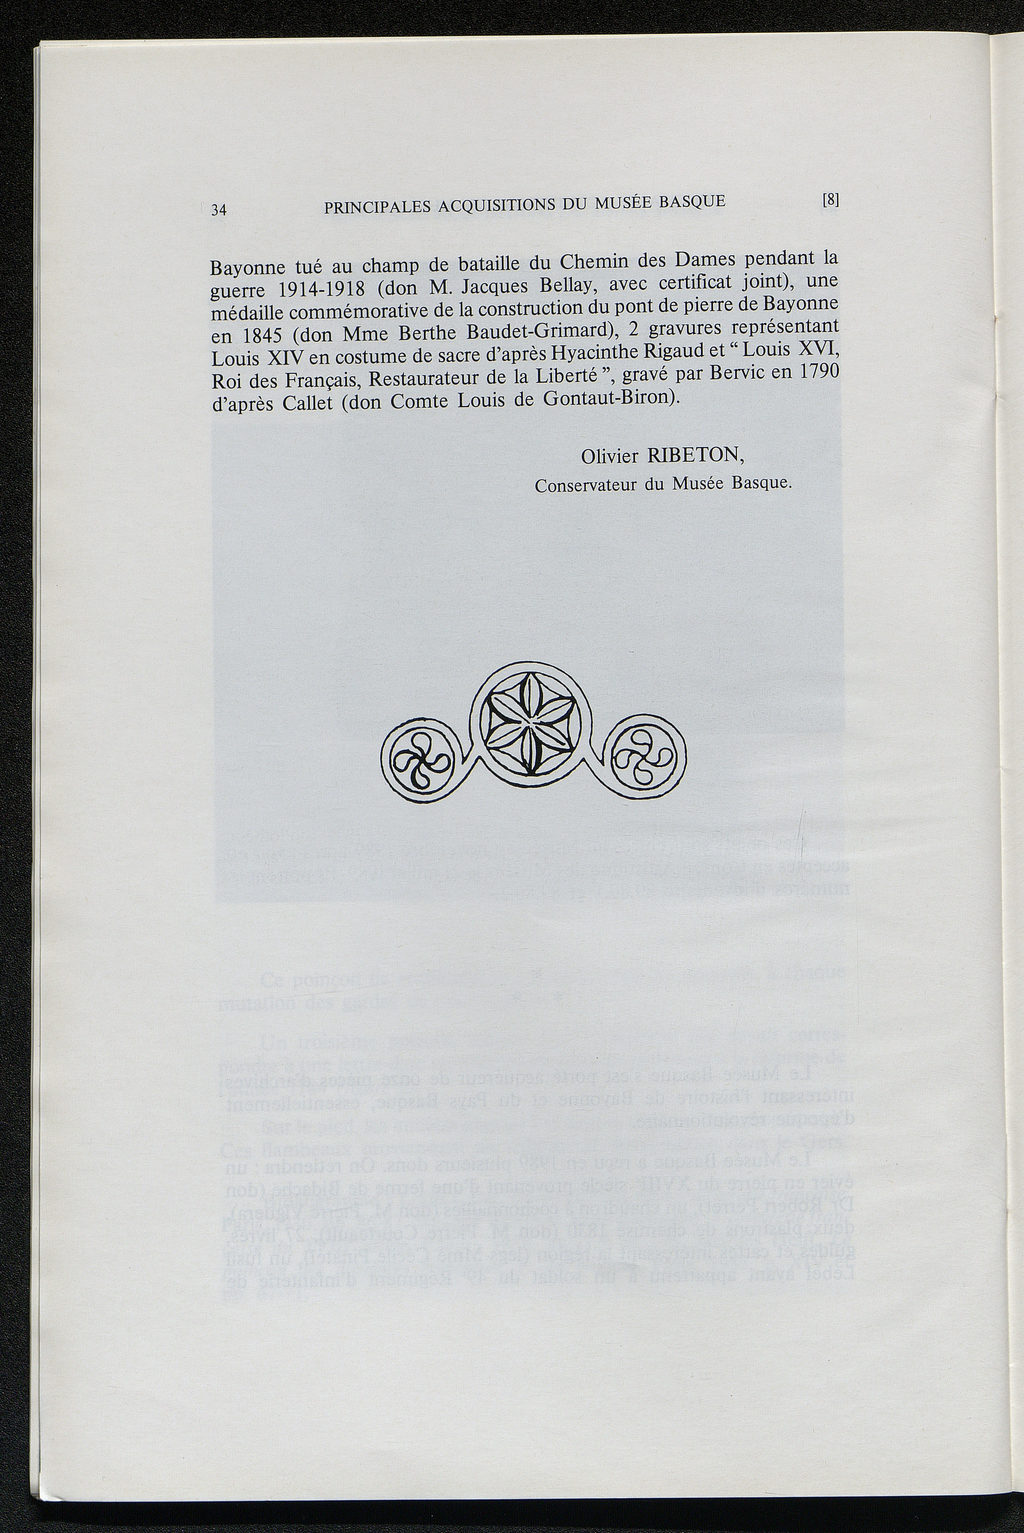 34 PRINCIPALES ACQUISITIONS DU MUSÉE BASQUE [8]
Bayonne tué au champ de bataille du Chemin des Dames pendant la
guerre 1914-1918 (don M. Jacques Bellay, avec certificat joint), une
médaille commémorative de la construction du pont de pierre de Bayonne
en 1845 (don Mme Berthe Baudet-Grimard), 2 gravures représentant
Louis XIV en costume de sacre d'après Hyacinthe Rigaud et " Louis XVI,
Roi des Français, Restaurateur de la Liberté ", gravé par Bervic en 1790
d'après Callet (don Comte Louis de Gontaut-Biron).
Olivier RIBETON,
Conservateur du Musée Basque.